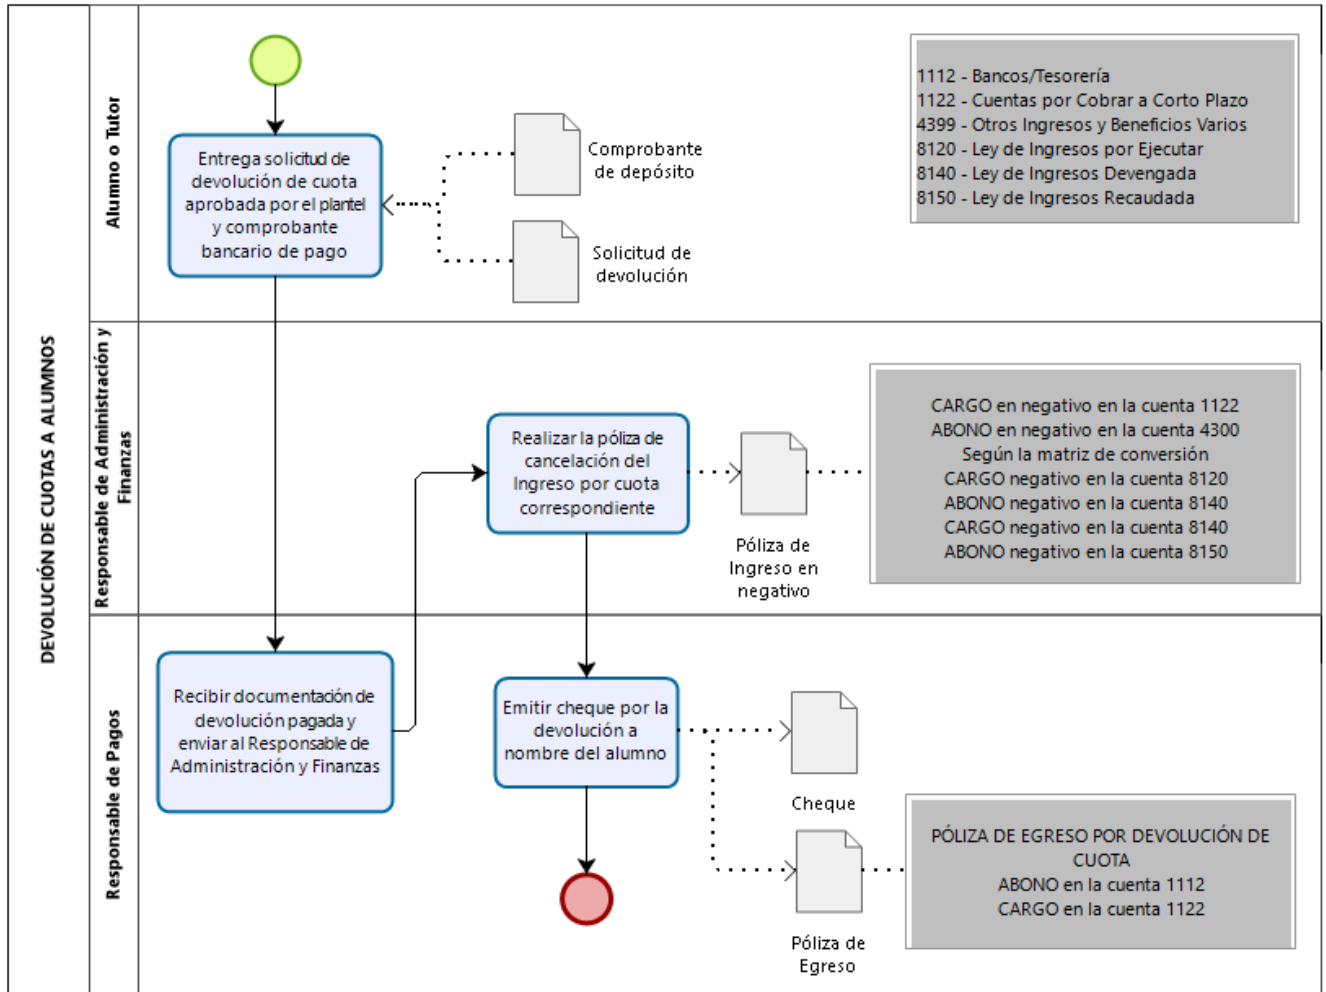 DEVOLUCIÓN DE CUOTAS A ALUMNOS
Alumno o Tutor
Entrega solicitud de
devolución de cuota
aprobada por el plantel
y comprobante
bancario de pago
Comprobante
de depósito
Solicitud de
devolución
1112 - Bancos/Tesorería
1122 - Cuentas por Cobrar a Corto Plazo
4399 - Otros Ingresos y Beneficios Varios
8120 - Ley de Ingresos por Ejecutar
8140 - Ley de Ingresos Devengada
8150 - Ley de Ingresos Recaudada
Responsable de Administración y
Finanzas
Realizar la póliza de
cancelación del
Ingreso por cuota
correspondiente
Póliza de
Ingreso en
negativo
CARGO en negativo en la cuenta 1122
ABONO en negativo en la cuenta 4300
Según la matriz de conversión
CARGO negativo en la cuenta 8120
ABONO negativo en la cuenta 8140
CARGO negativo en la cuenta 8140
ABONO negativo en la cuenta 8150
Responsable de Pagos
Recibir documentación de
devolución pagada y
enviar al Responsable de
Administración y Finanzas
Emitir cheque por la
devolución a
nombre del alumno
Cheque
Póliza de
Egreso
PÓLIZA DE EGRESO POR DEVOLUCIÓN DE
CUOTA
ABONO en la cuenta 1112
CARGO en la cuenta 1122